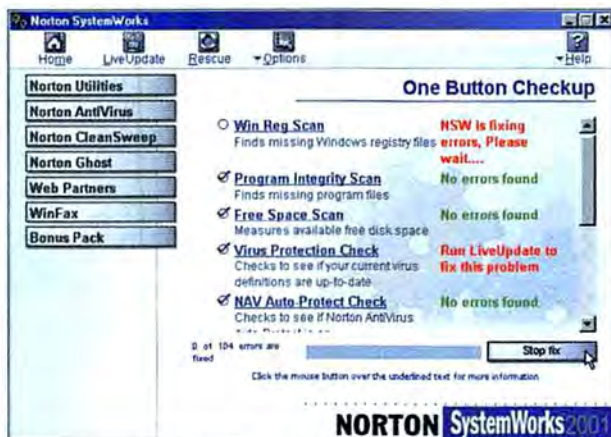 Norton SystemWorks
Home LiveUpdate Rescue Options Help
Norton Utilities
Norton AntiVirus
Norton CleanSweep
Norton Ghost
Web Partners
WinFax
Bonus Pack
One Button Checkup
Win Reg Scan
Finds missing Windows registry files
NSW is fixing
errors, Please
wait....
Program Integrity Scan
Finds missing program files
No errors found
Free Space Scan
Measures available free disk space
No errors found
Virus Protection Check
Checks to see if your current virus
definitions are up-to-date
Run LiveUpdate to
fix this problem
NAV Auto-Protect Check
Checks to see if Norton AntiVirus
Auto-Protect is on
No errors found
0 of 104 errors are
fixed
Stop fix
Click the mouse button over the underlined text for more information
NORTON SystemWorks 2001